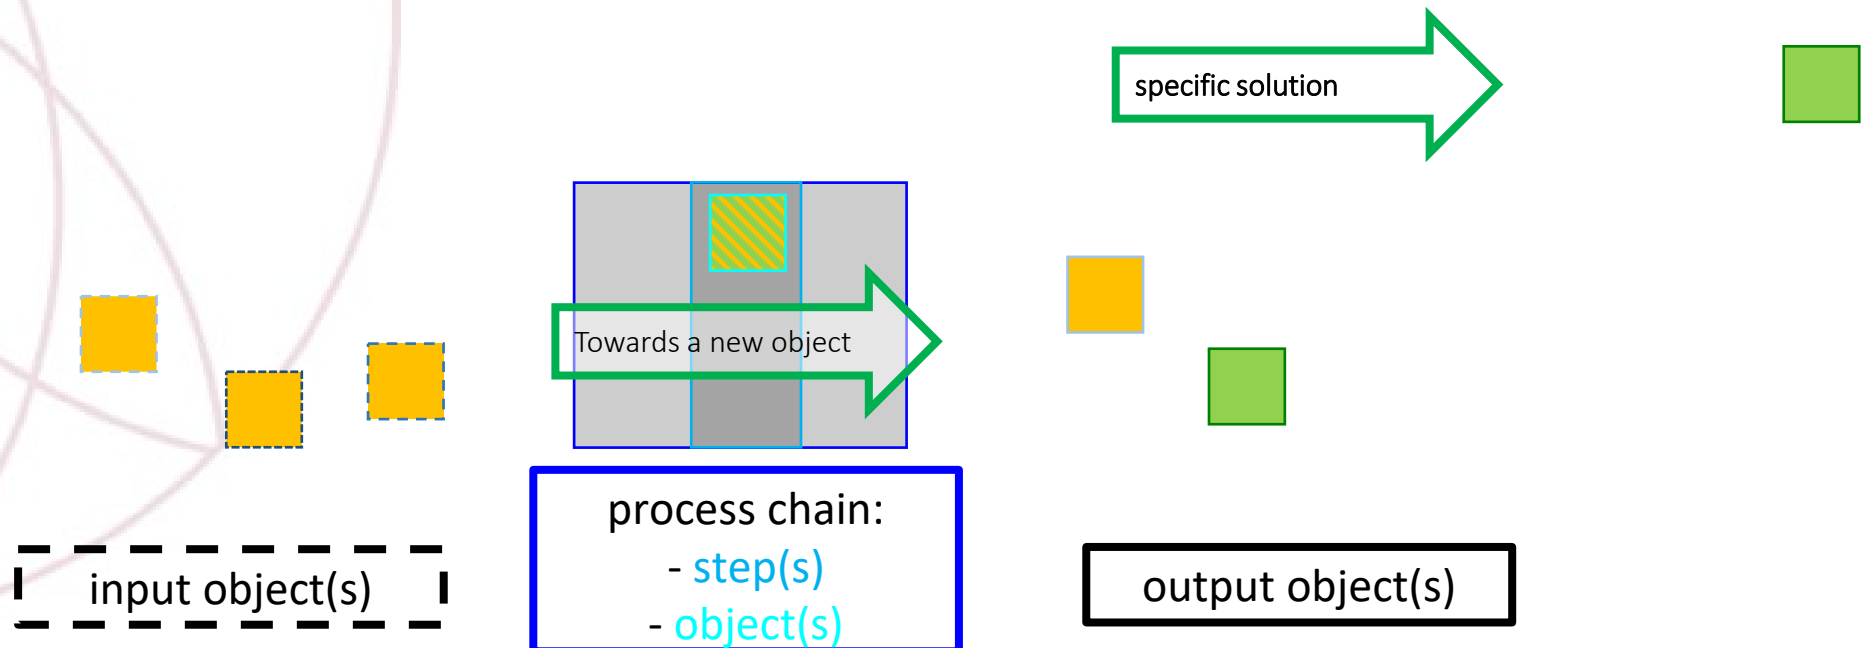 specific solution
Towards a new object
process chain:
- step(s)
- object(s)
input object(s)
output object(s)